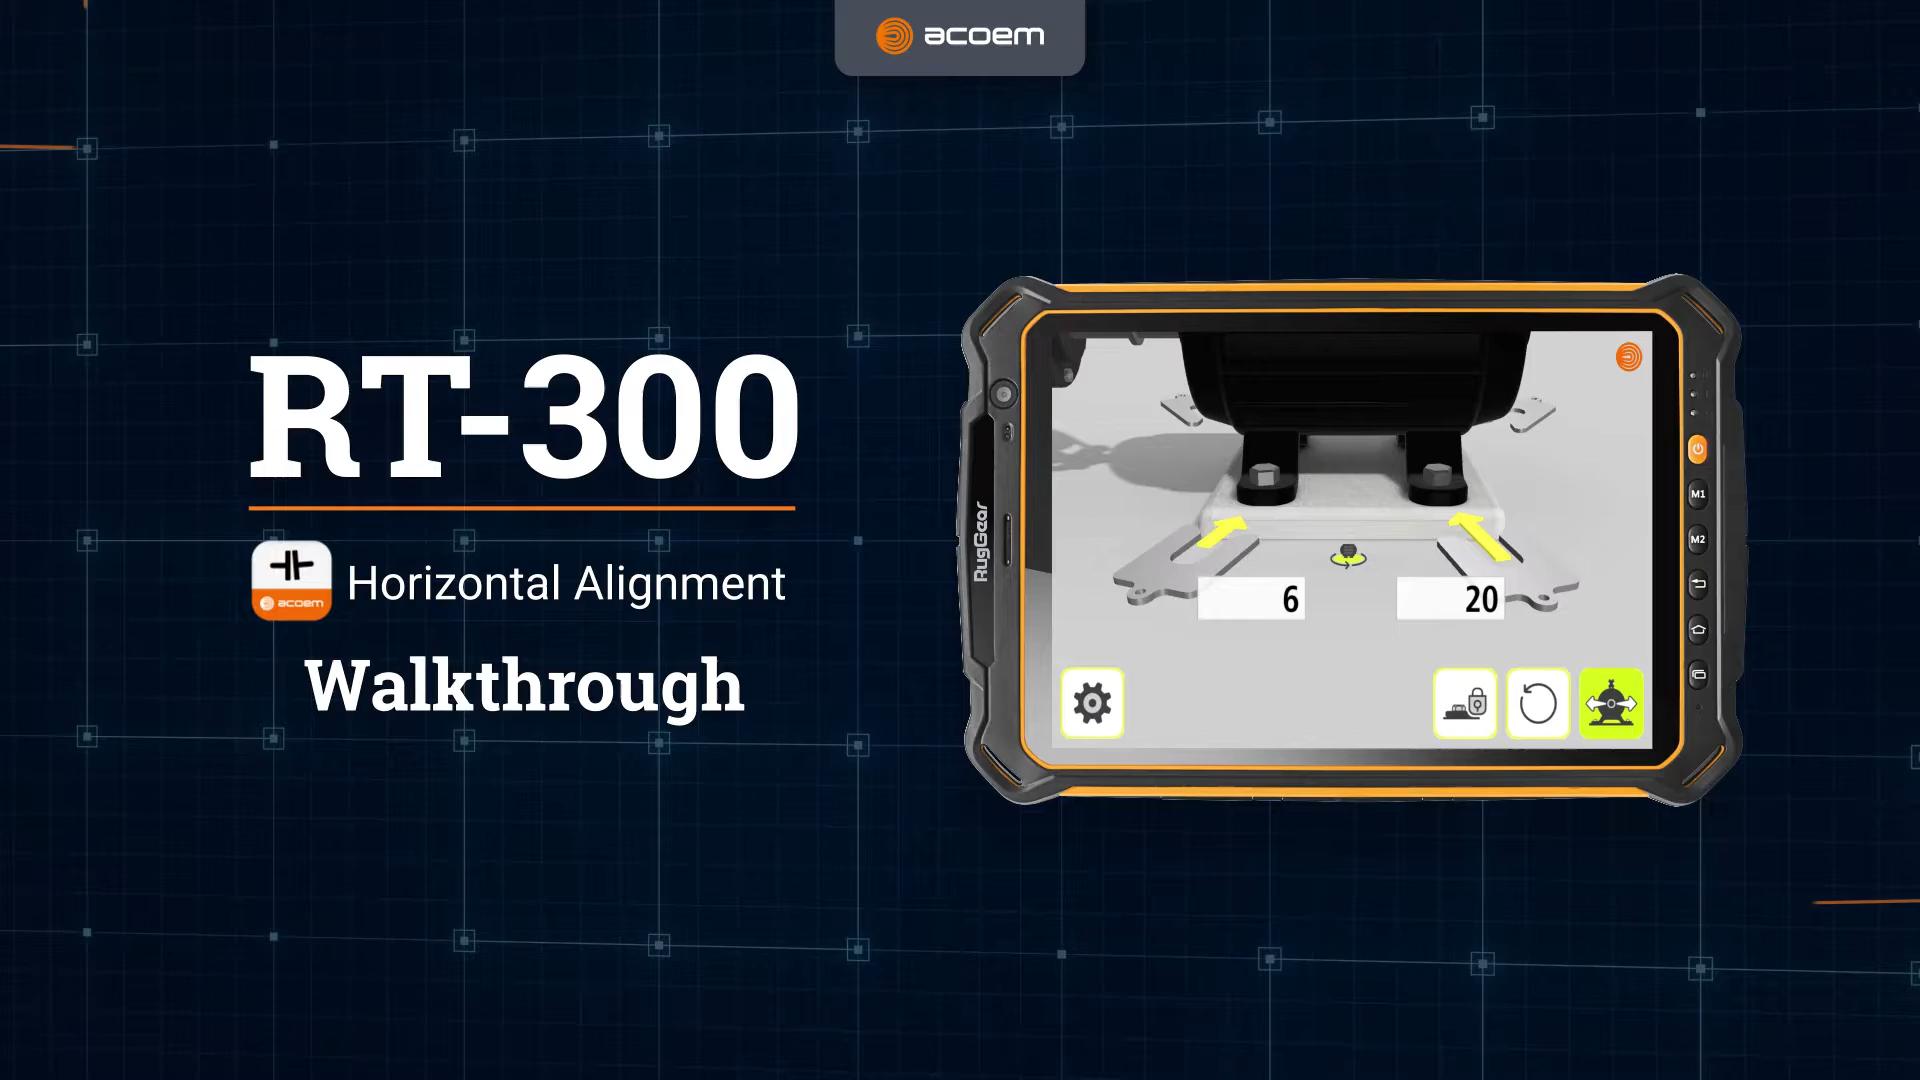 acoem
RT-300
acoem
Horizontal Alignment
Walkthrough
RugGear
6
20
M1
M2